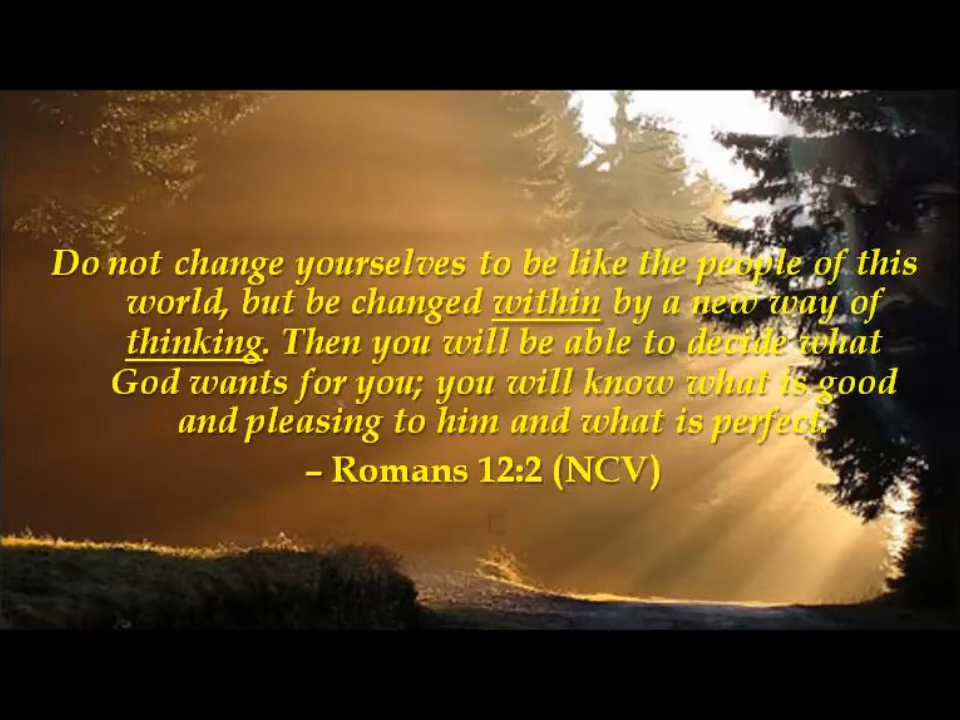 Do not change yourselves to be like the people of this
world, but be changed within by a new way of
thinking. Then you will be able to decide what
God wants for you; you will know what is good
and pleasing to him and what is perfect.
– Romans 12:2 (NCV)